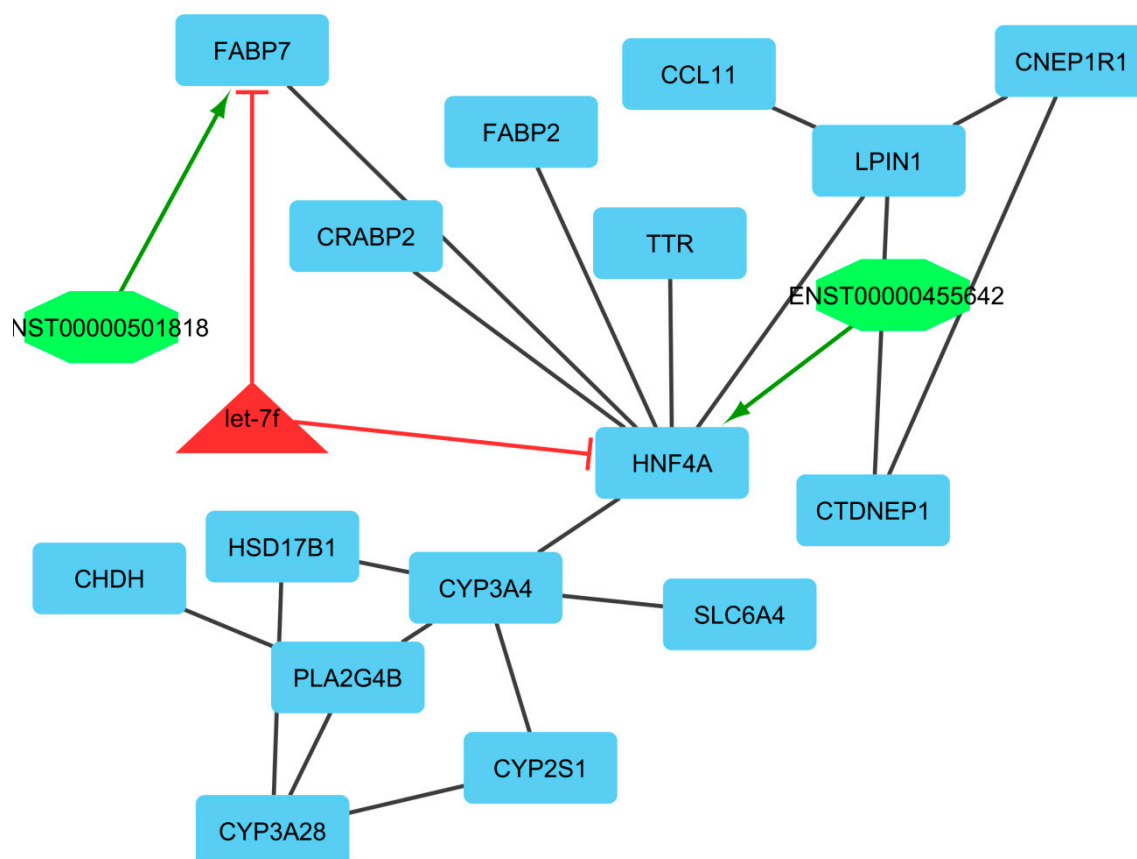 FABP7
CCL11
CNEP1R1
FABP2
LPIN1
CRABP2
TTR
ENST00000455642
NST00000501818
let-7f
HNF4A
CTDNEP1
HSD17B1
CHDH
CYP3A4
SLC6A4
PLA2G4B
CYP2S1
CYP3A28